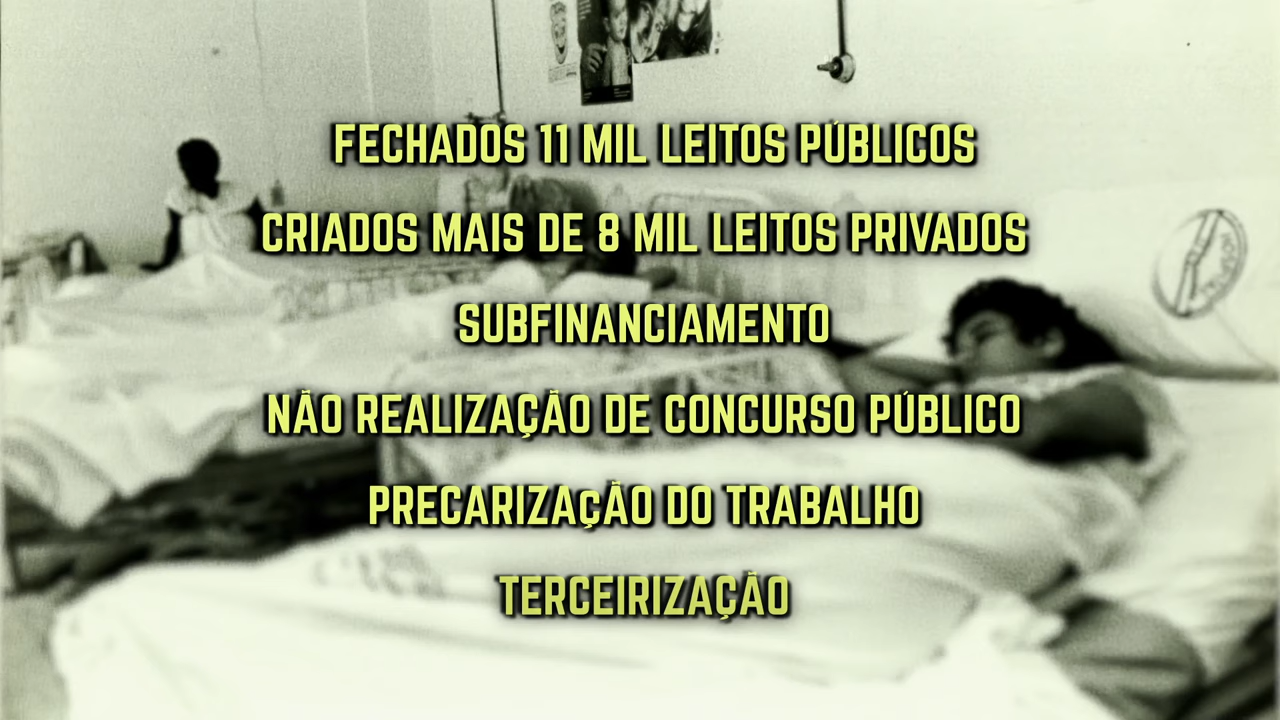 FECHADOS 11 MIL LEITOS PÚBLICOS
CRIADOS MAIS DE 8 MIL LEITOS PRIVADOS
SUBFINANCIAMENTO
NÃO REALIZAÇÃO DE CONCURSO PÚBLICO
PRECARIZAçÃO DO TRABALHO
TERCEIRIZAÇÃO